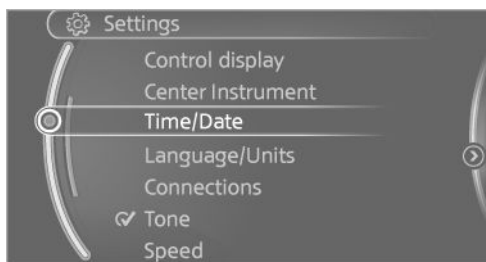 Settings
Control display
Center Instrument
Time/Date
Language/Units
Connections
Tone
Speed